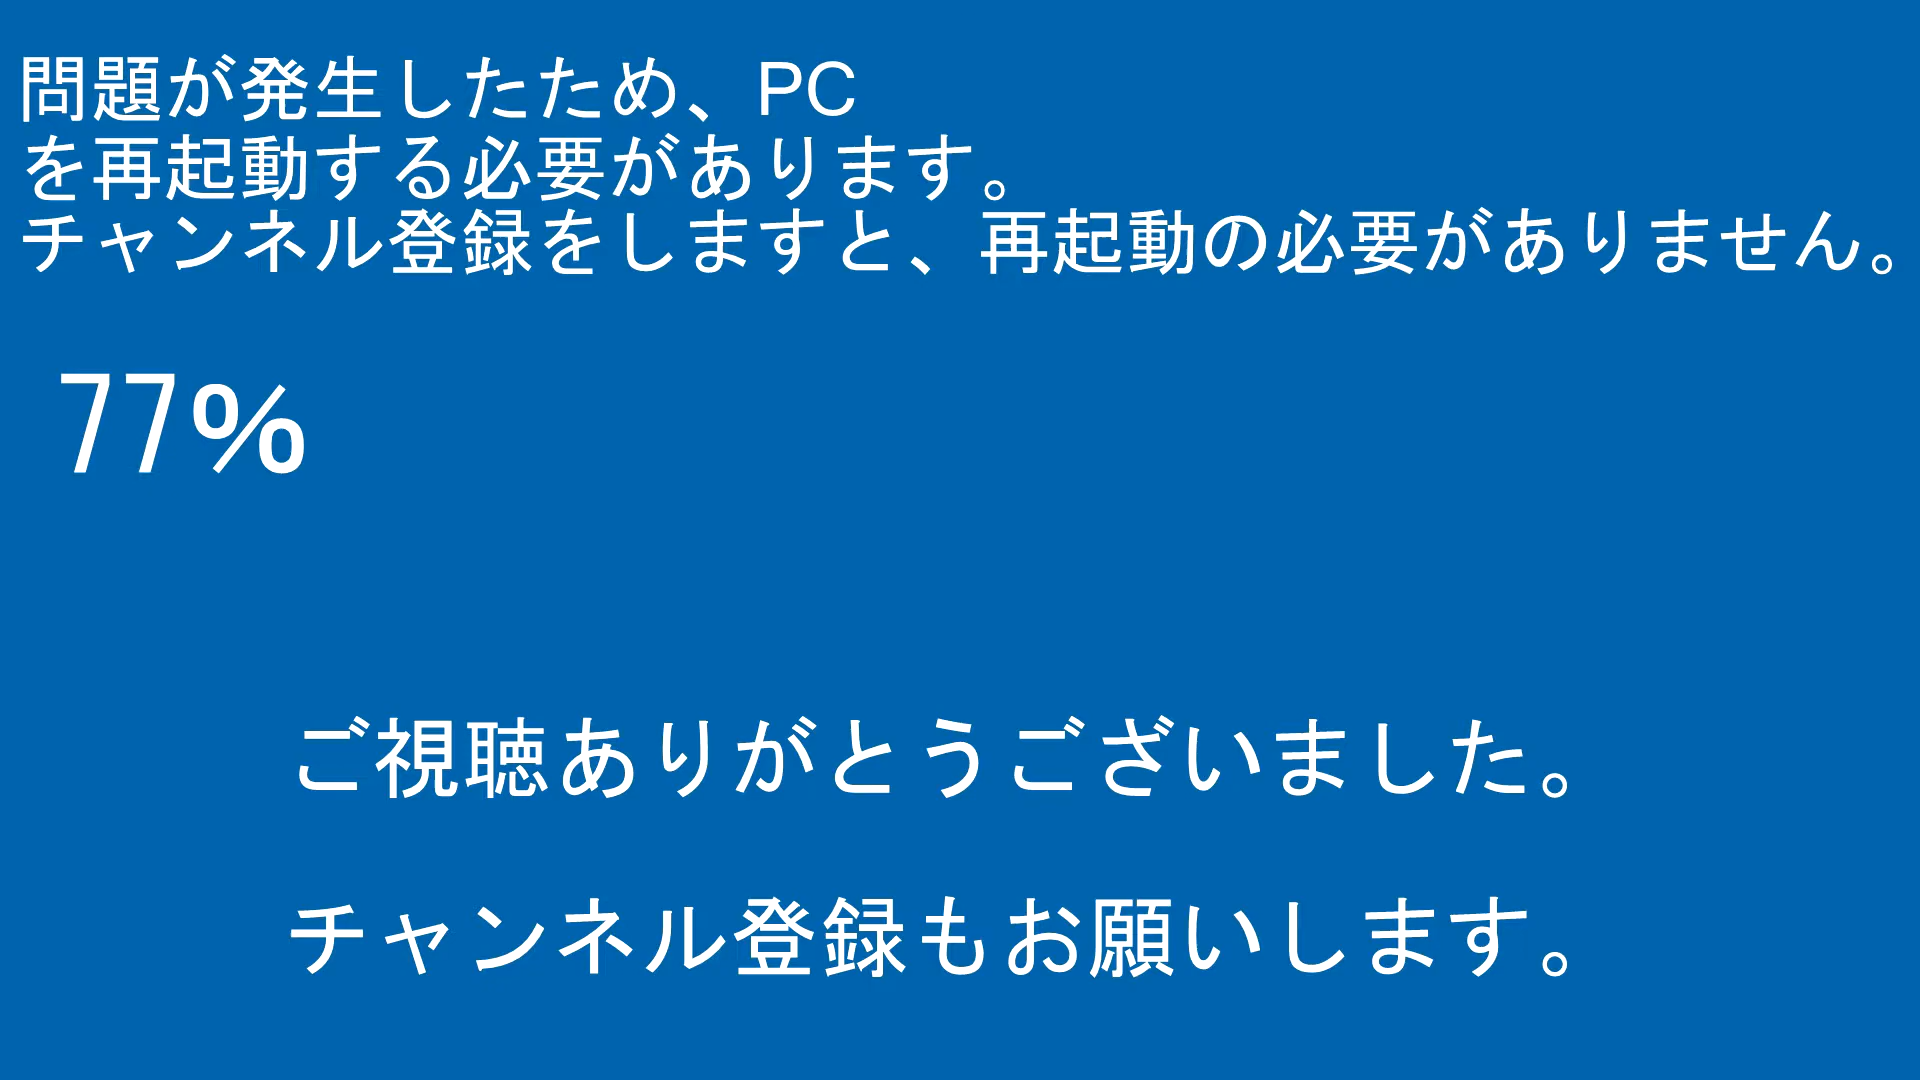 問題が発生したため、PC
を再起動する必要があります。
チャンネル登録をしますと、再起動の必要がありません。
77%
ご視聴ありがとうございました。
チャンネル登録もお願いします。